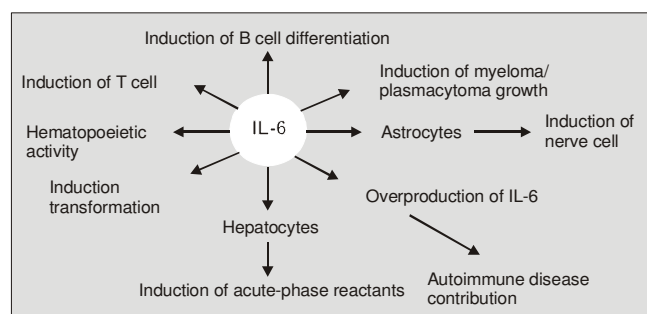 Induction of B cell differentiation
Induction of T cell
Induction of myeloma/
plasmacytoma growth
IL-6
Hematopoeietic
activity
Astrocytes
Induction of
nerve cell
Induction
transformation
Overproduction of IL-6
Hepatocytes
Autoimmune disease
contribution
Induction of acute-phase reactants